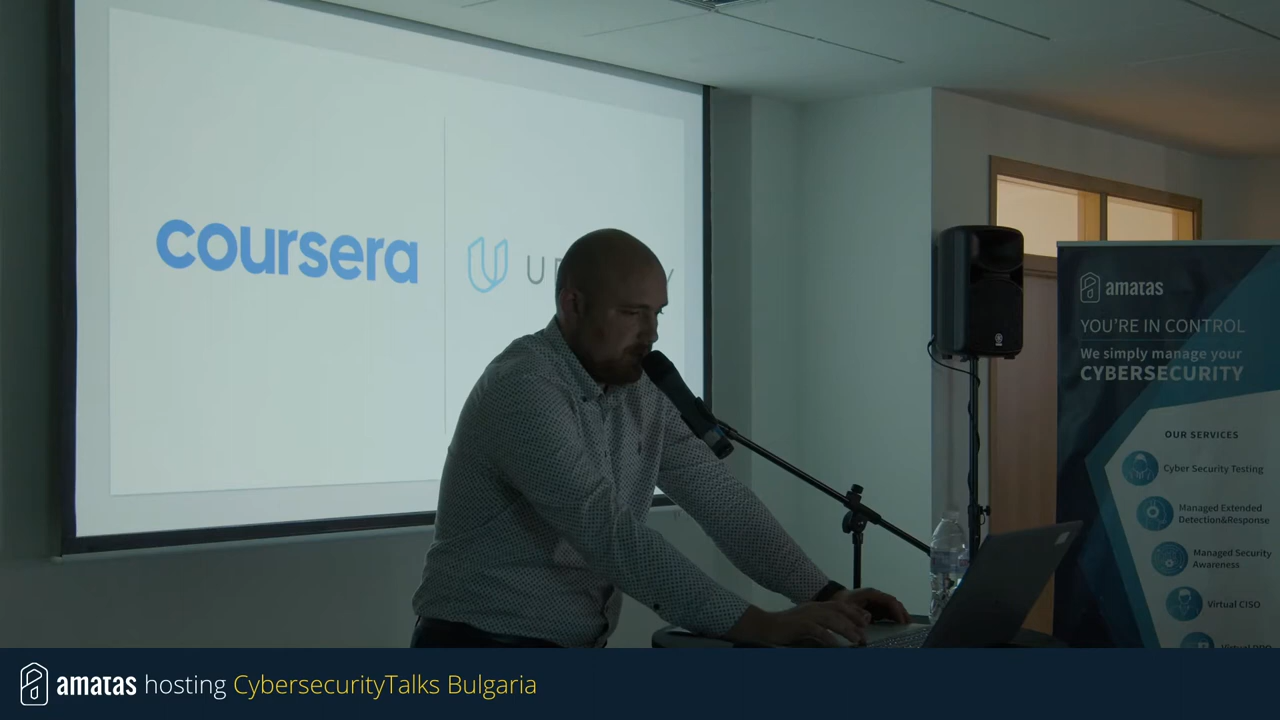 coursera
amatas
YOU'RE IN CONTROL
We simply manage your
CYBERSECURITY
OUR SERVICES
Cyber Security Testing
Managed Extended
Detection&Response
Managed Security
Awareness
Virtual CISO
amatas hosting CybersecurityTalks Bulgaria